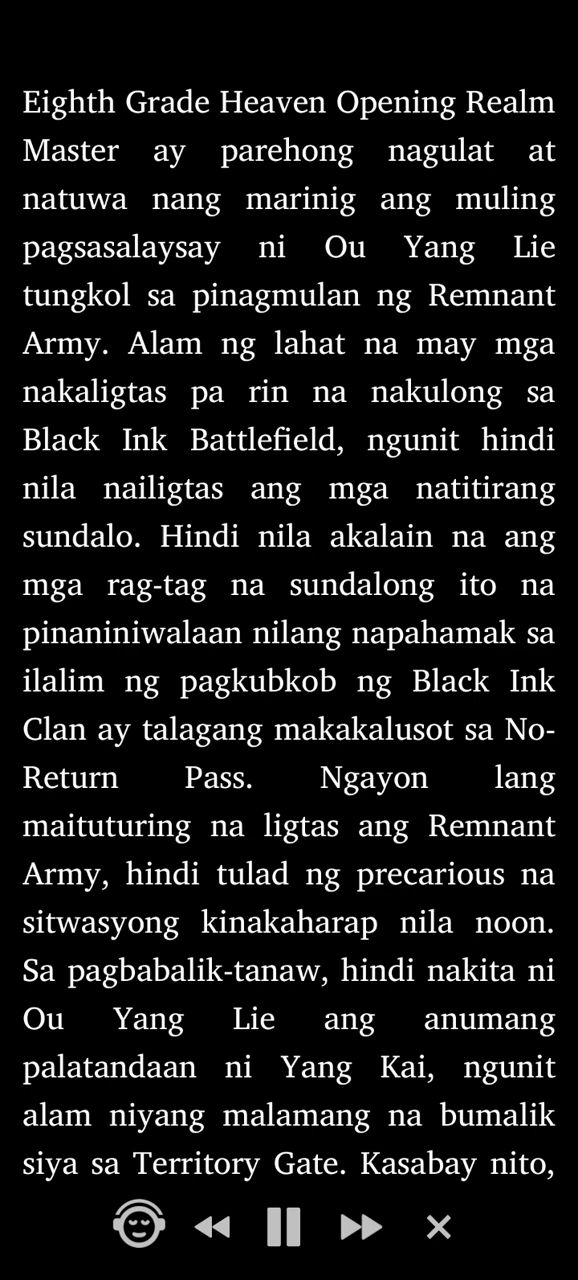 Eighth Grade Heaven Opening Realm
Master ay parehong nagulat at
natuwa nang marinig ang muling
pagsasalaysay ni Ou Yang Lie
tungkol sa pinagmulan ng Remnant
Army. Alam ng lahat na may mga
nakaligtas pa rin na nakulong sa
Black Ink Battlefield, ngunit hindi
nila nailigtas ang mga natitirang
sundalo. Hindi nila akalain na ang
mga rag-tag na sundalong ito na
pinaniniwalaan nilang napahamak sa
ilalim ng pagkubkob ng Black Ink
Clan ay talagang makakalusot sa No-
Return Pass. Ngayon lang
maituturing na ligtas ang Remnant
Army, hindi tulad ng precarious na
sitwasyong kinakaharap nila noon.
Sa pagbabalik-tanaw, hindi nakita ni
Ou Yang Lie ang anumang
palatandaan ni Yang Kai, ngunit
alam niyang malamang na bumalik
siya sa Territory Gate. Kasabay nito,